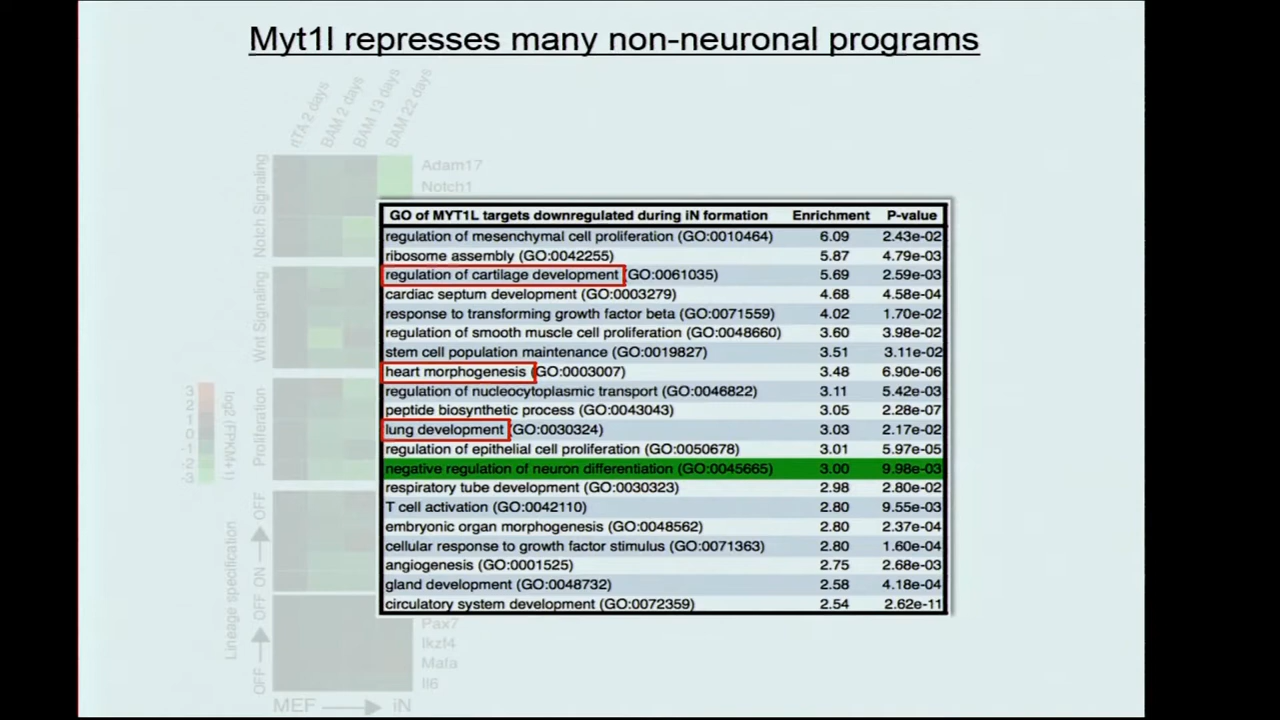 Myt1l represses many non-neuronal programs
rTA 2 days
BAM 2 days
BAM 13 days
BAM 22 days
Notch Signaling
Adam17
Notch1
Wnt Signaling
Proliferation
3
2
1
0
-1
-2
-3
log2 (FPKM+1)
Lineage specification
OFF → ON → OFF
OFF
Pax7
Ikzf4
Mafa
Il6
MEF → iN
GO of MYT1L targets downregulated during iN formation Enrichment P-value
regulation of mesenchymal cell proliferation (GO:0010464) 6.09 2.43e-02
ribosome assembly (GO:0042255) 5.87 4.79e-03
regulation of cartilage development (GO:0061035) 5.69 2.59e-03
cardiac septum development (GO:0003279) 4.68 4.58e-04
response to transforming growth factor beta (GO:0071559) 4.02 1.70e-02
regulation of smooth muscle cell proliferation (GO:0048660) 3.60 3.98e-02
stem cell population maintenance (GO:0019827) 3.51 3.11e-02
heart morphogenesis (GO:0003007) 3.48 6.90e-06
regulation of nucleocytoplasmic transport (GO:0046822) 3.11 5.42e-03
peptide biosynthetic process (GO:0043043) 3.05 2.28e-07
lung development (GO:0030324) 3.03 2.17e-02
regulation of epithelial cell proliferation (GO:0050678) 3.01 5.97e-05
negative regulation of neuron differentiation (GO:0045665) 3.00 9.98e-03
respiratory tube development (GO:0030323) 2.98 2.80e-02
T cell activation (GO:0042110) 2.80 9.55e-03
embryonic organ morphogenesis (GO:0048562) 2.80 2.37e-04
cellular response to growth factor stimulus (GO:0071363) 2.80 1.60e-04
angiogenesis (GO:0001525) 2.75 2.68e-03
gland development (GO:0048732) 2.58 4.18e-04
circulatory system development (GO:0072359) 2.54 2.62e-11